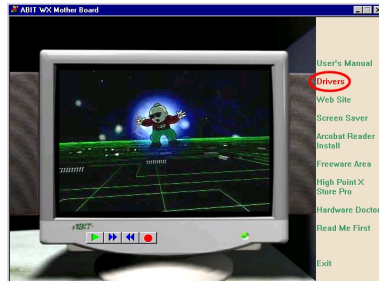 ABIT WX Mother Board
User's Manual
Drivers
Web Site
Screen Saver
Arcobat Reader
Install
Freeware Area
High Point X
Store Pro
Hardware Doctor
Read Me First
Exit
ABIT